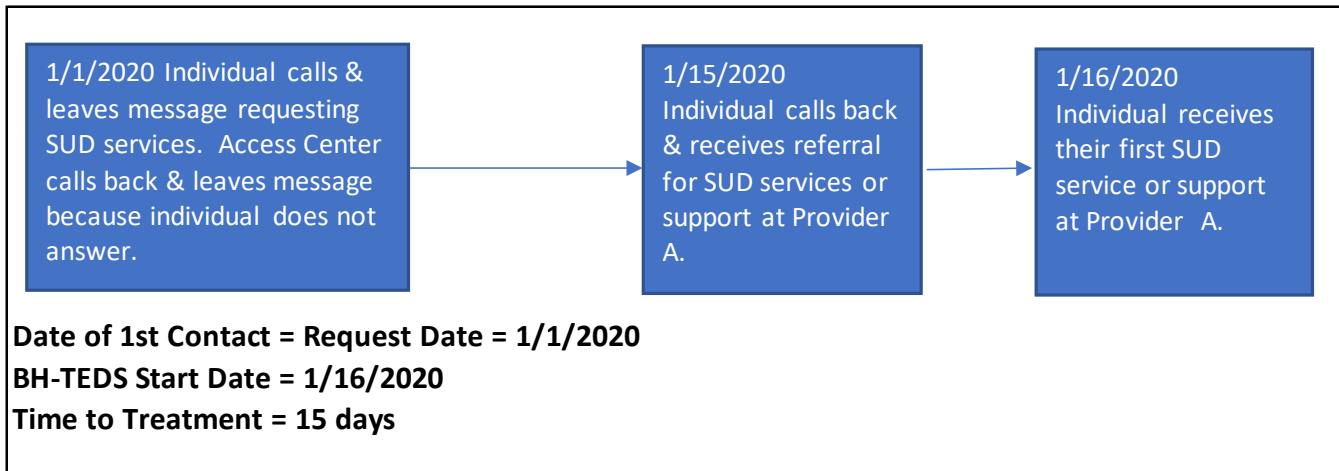 1/1/2020 Individual calls &
leaves message requesting
SUD services. Access Center
calls back & leaves message
because individual does not
answer.
1/15/2020
Individual calls back
& receives referral
for SUD services or
support at Provider
A.
1/16/2020
Individual receives
their first SUD
service or support
at Provider A.
Date of 1st Contact = Request Date = 1/1/2020
BH-TEDS Start Date = 1/16/2020
Time to Treatment = 15 days